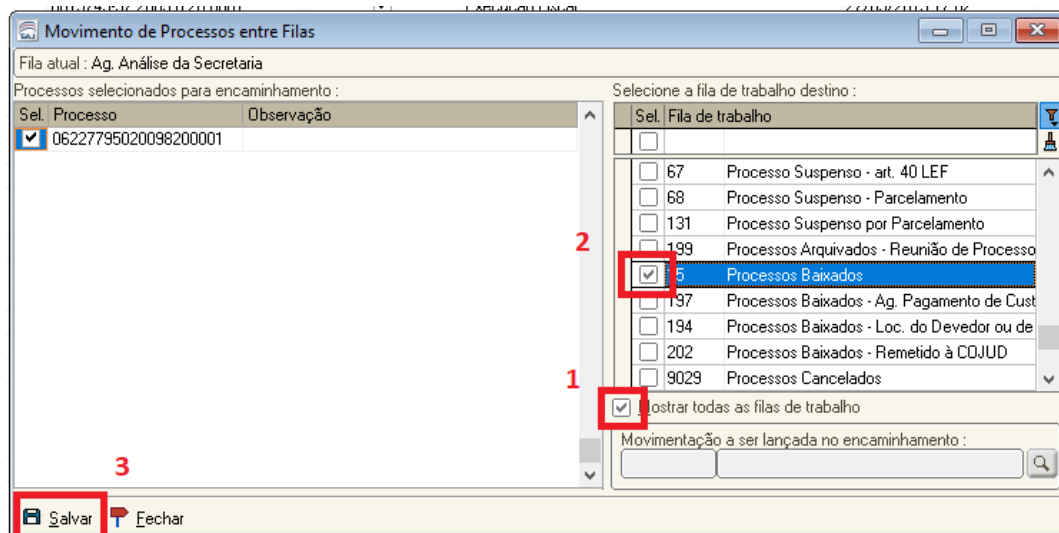 Movimento de Processos entre Filas
Fila atual : Ag. Análise da Secretaria
Processos selecionados para encaminhamento :
Sel. Processo Observação
06227795020098200001
Selecione a fila de trabalho destino :
Sel. Fila de trabalho
67 Processo Suspenso - art. 40 LEF
68 Processo Suspenso - Parcelamento
131 Processo Suspenso por Parcelamento
2
199 Processos Arquivados - Reunião de Processo
5 Processos Baixados
197 Processos Baixados - Ag. Pagamento de Cust
194 Processos Baixados - Loc. do Devedor ou de
202 Processos Baixados - Remetido à COJUD
1
9029 Processos Cancelados
Mostrar todas as filas de trabalho
Movimentação a ser lançada no encaminhamento :
3
Salvar Fechar